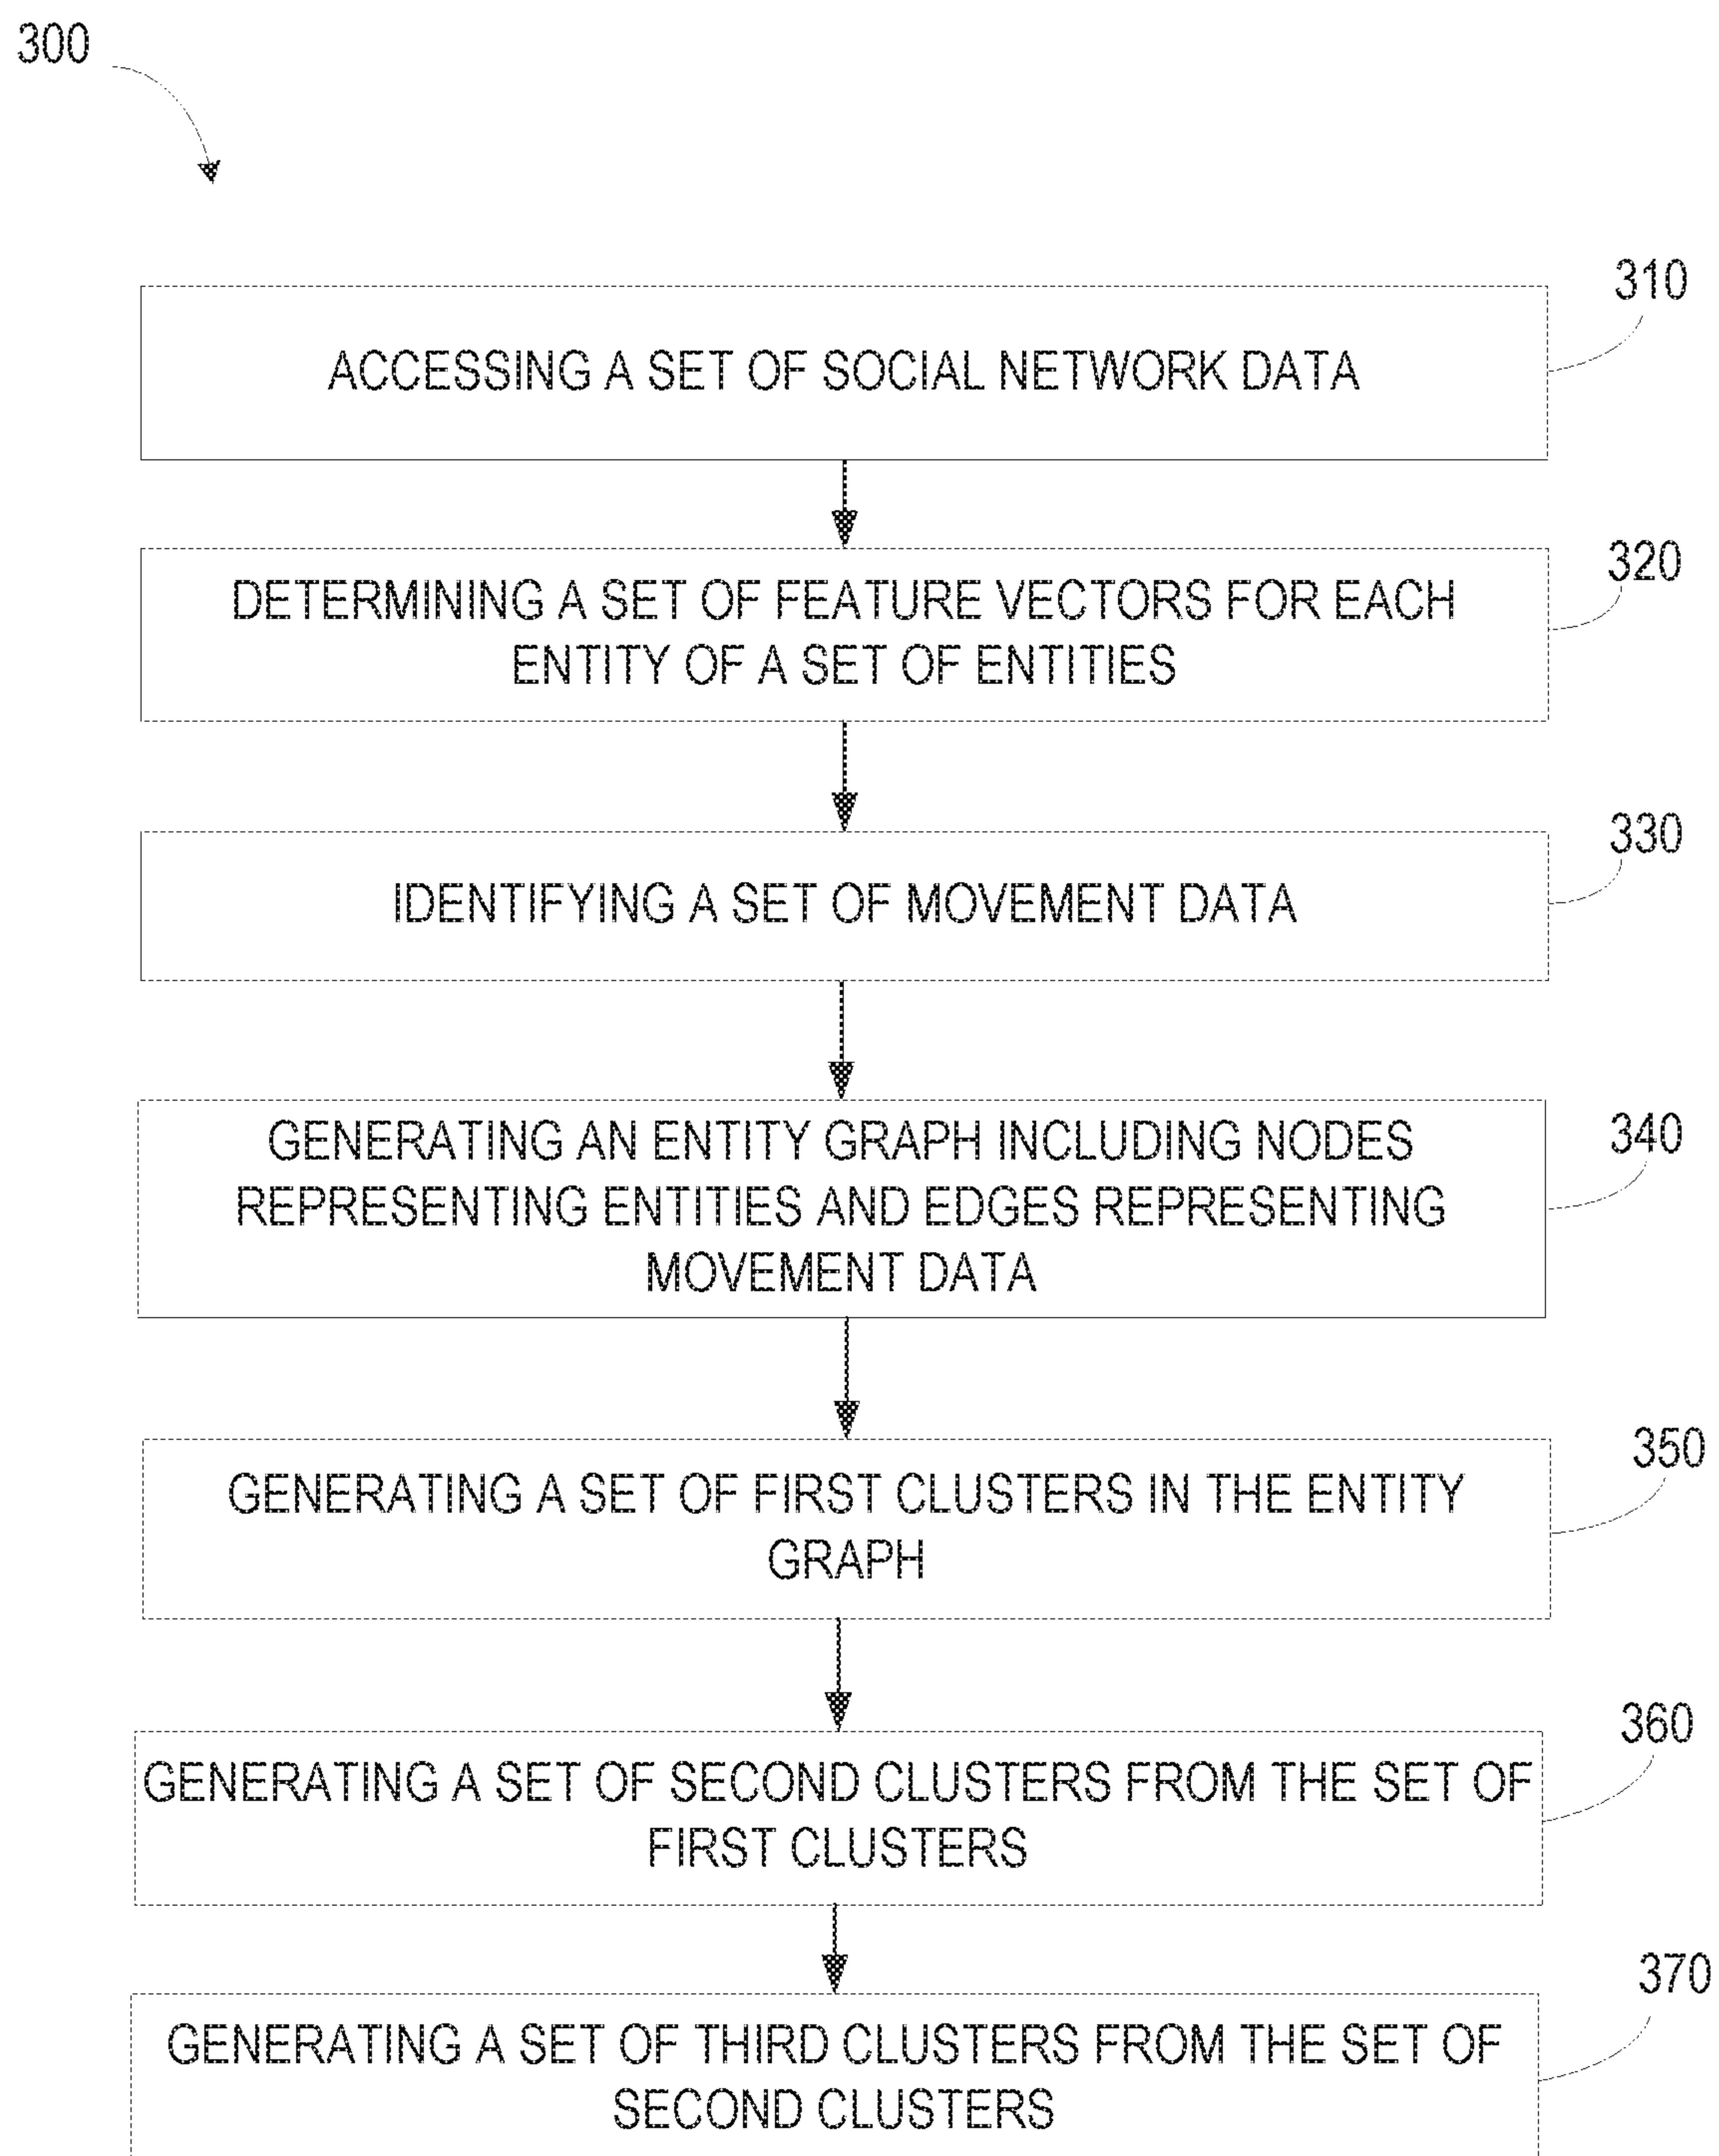 300
310
ACCESSING A SET OF SOCIAL NETWORK DATA
320
DETERMINING A SET OF FEATURE VECTORS FOR EACH
ENTITY OF A SET OF ENTITIES
330
IDENTIFYING A SET OF MOVEMENT DATA
340
GENERATING AN ENTITY GRAPH INCLUDING NODES
REPRESENTING ENTITIES AND EDGES REPRESENTING
MOVEMENT DATA
350
GENERATING A SET OF FIRST CLUSTERS IN THE ENTITY
GRAPH
360
GENERATING A SET OF SECOND CLUSTERS FROM THE SET OF
FIRST CLUSTERS
370
GENERATING A SET OF THIRD CLUSTERS FROM THE SET OF
SECOND CLUSTERS